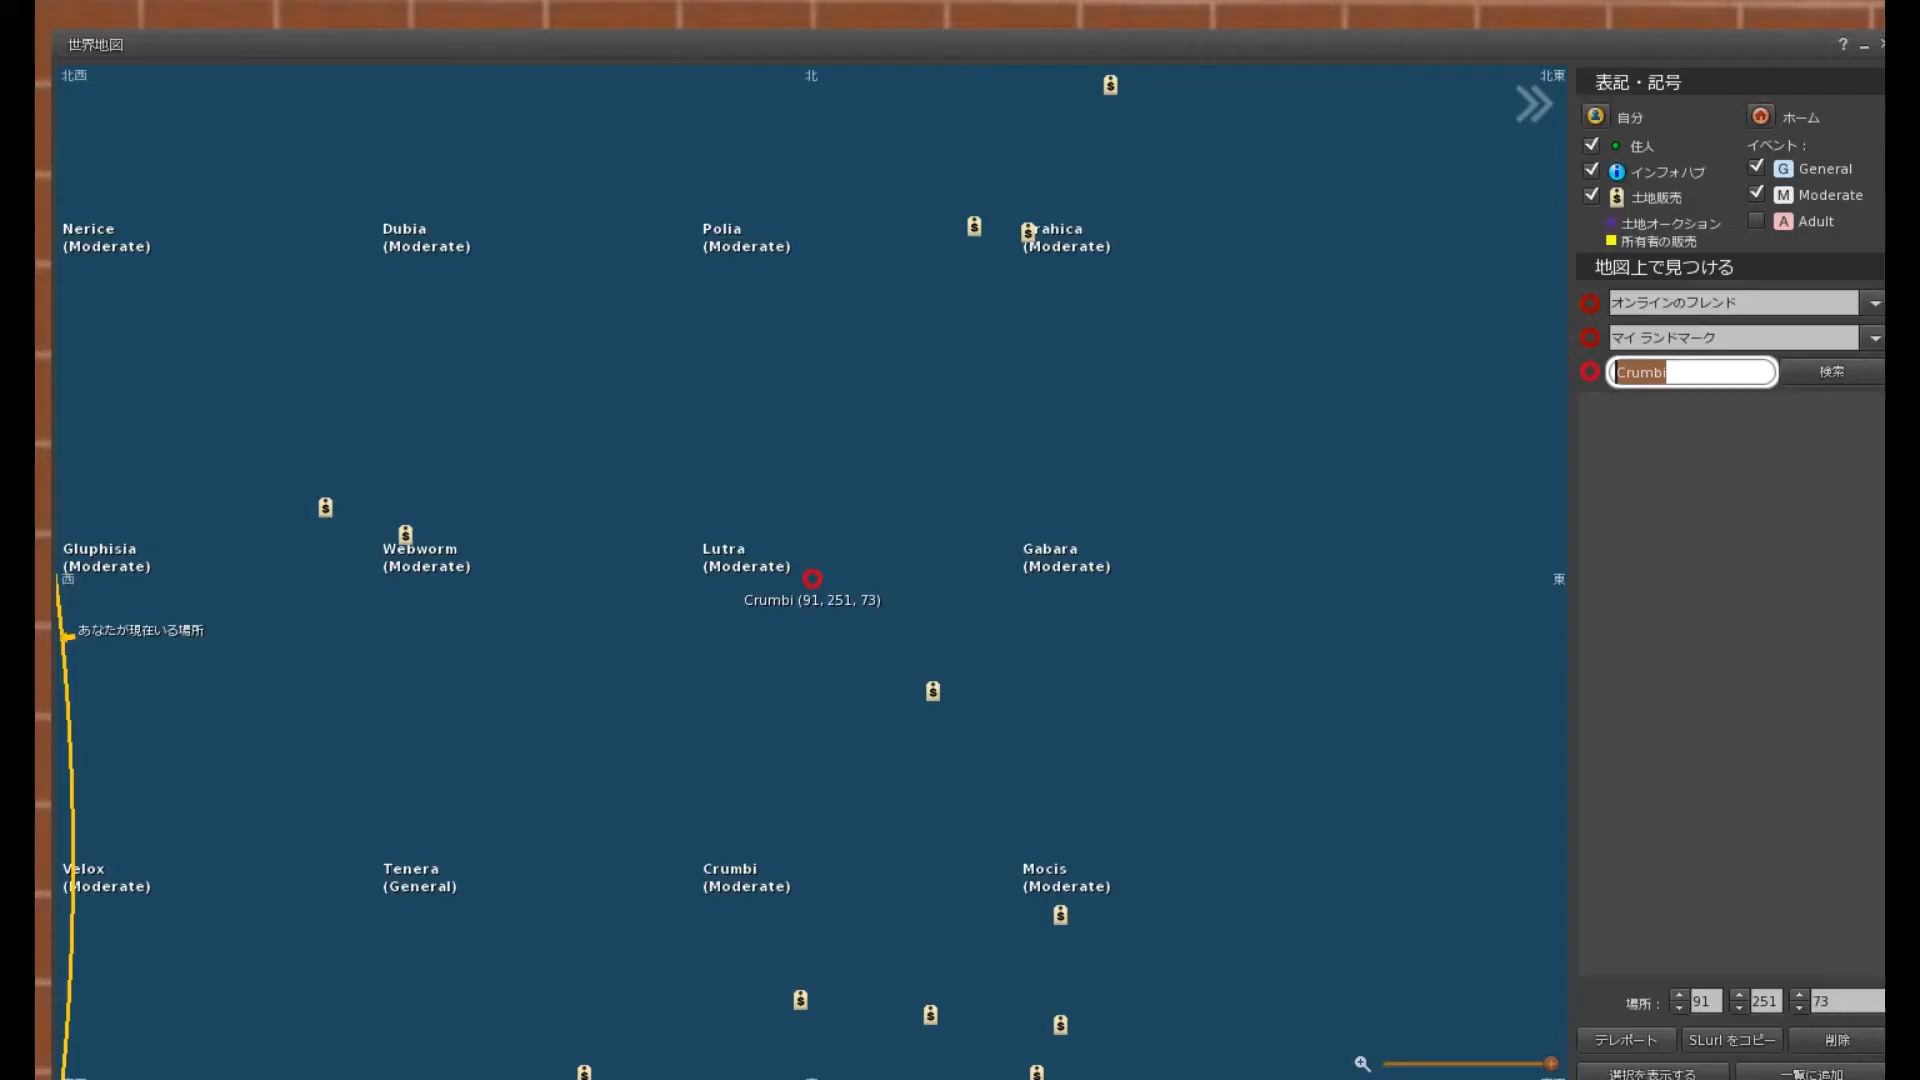 世界地図
?
北西
北
北東
Nerice
(Moderate)
Dubia
(Moderate)
Polia
(Moderate)
rahica
(Moderate)
Gluphisia
(Moderate)
Webworm
(Moderate)
Lutra
(Moderate)
Gabara
(Moderate)
西
東
Crumbi (91, 251, 73)
あなたが現在いる場所
Velox
(Moderate)
Tenera
(General)
Crumbi
(Moderate)
Mocis
(Moderate)
表記・記号
自分
ホーム
住人
イベント :
インフォハブ
G General
土地販売
M Moderate
土地オークション
A Adult
所有者の販売
地図上で見つける
オンラインのフレンド
マイ ランドマーク
Crumbi
検索
場所 : 91 251 73
テレポート
SLurl をコピー
削除
選択を表示する
一覧に追加